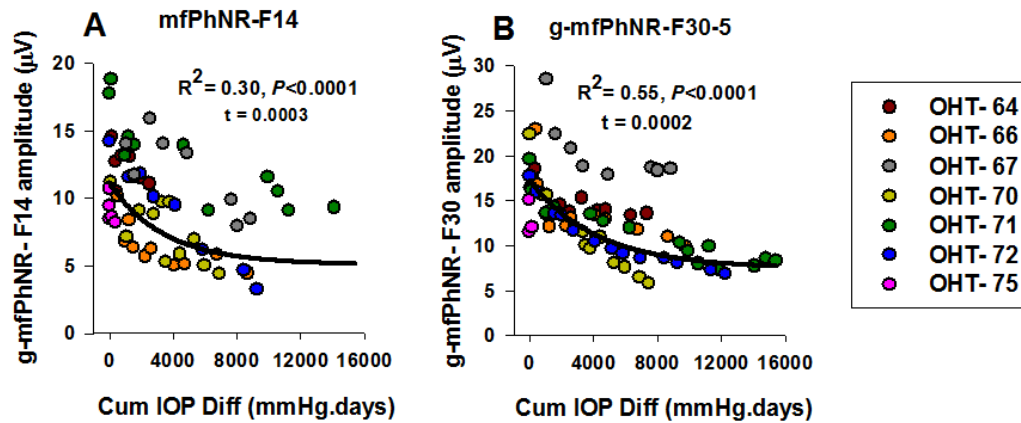 A
mfPhNR-F14
g-mfPhNR- F14 amplitude (µV)
20
15
10
5
0
R²= 0.30, P<0.0001
t = 0.0003
0 4000 8000 12000 16000
Cum IOP Diff (mmHg.days)
B
g-mfPhNR-F30-5
g-mfPhNR- F30 amplitude (µV)
30
25
20
15
10
5
0
R²= 0.55, P<0.0001
t = 0.0002
0 4000 8000 12000 16000
Cum IOP Diff (mmHg.days)
OHT- 64
OHT- 66
OHT- 67
OHT- 70
OHT- 71
OHT- 72
OHT- 75